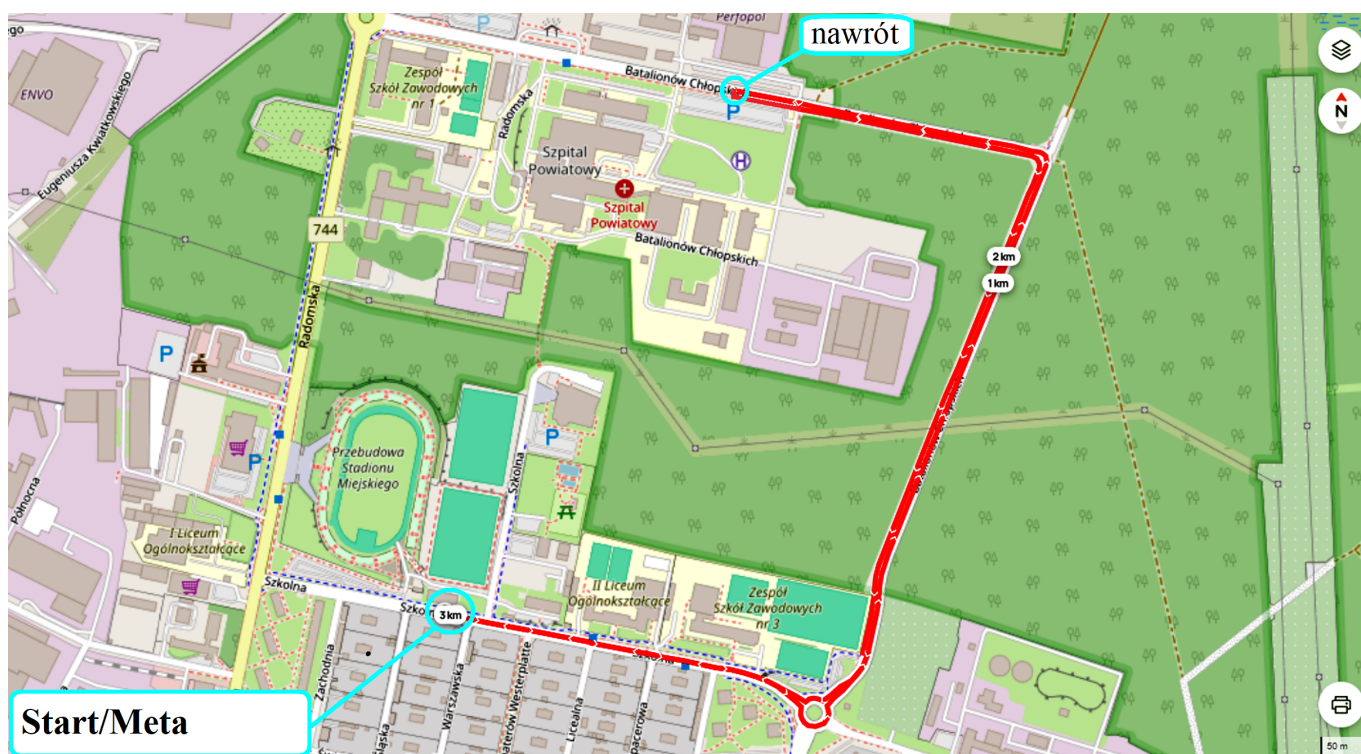 ego
Perfopol
P
nawrót
ENVO
Eugeniusza Kwiatkowskiego
Zespół
Szkół Zawodowych
nr 1
Radomska
Batalionów Chłopskich
P
N
Szpital
Powiatowy
H
Szpital
Powiatowy
744
Batalionów Chłopskich
2 km
1 km
Radomska
P
P
Przebudowa
Stadionu
Miejskiego
P
Szkolna
Północna
I Liceum
Ogólnokształcące
Szkolna
II Liceum
Ogólnokształcące
Zespół
Szkół Zawodowych
nr 3
3 km
Szkolna
Zachodnia
Warszawska
Licealna
Start/Meta
50 m